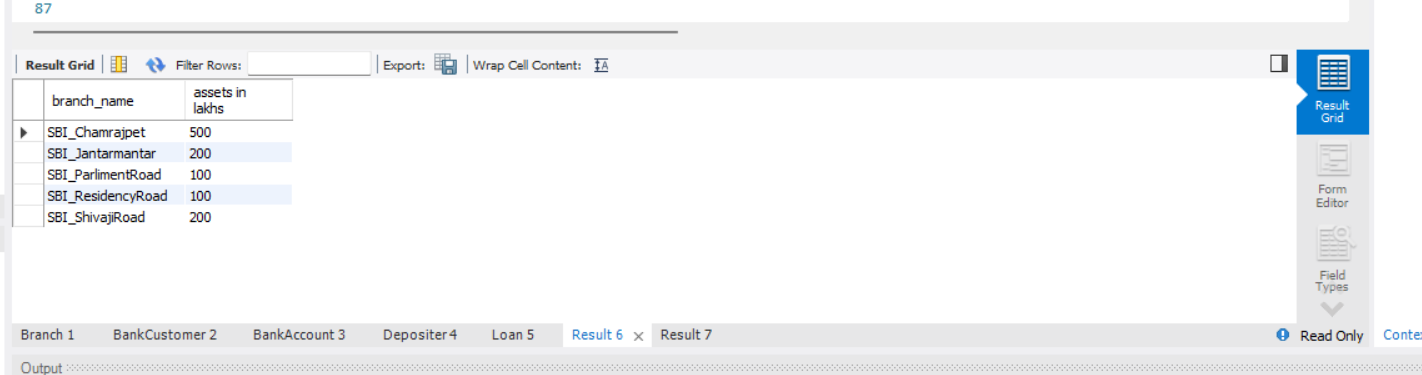 87
Result Grid Filter Rows: Export: Wrap Cell Content: IA
branch_name assets in lakhs
SBI_Chamrajpet 500
SBI_Jantarmantar 200
SBI_ParlimentRoad 100
SBI_ResidencyRoad 100
SBI_ShivajiRoad 200
Result
Grid
Form
Editor
Field
Types
Branch 1 BankCustomer 2 BankAccount 3 Depositer 4 Loan 5 Result 6 × Result 7 Read Only
Output